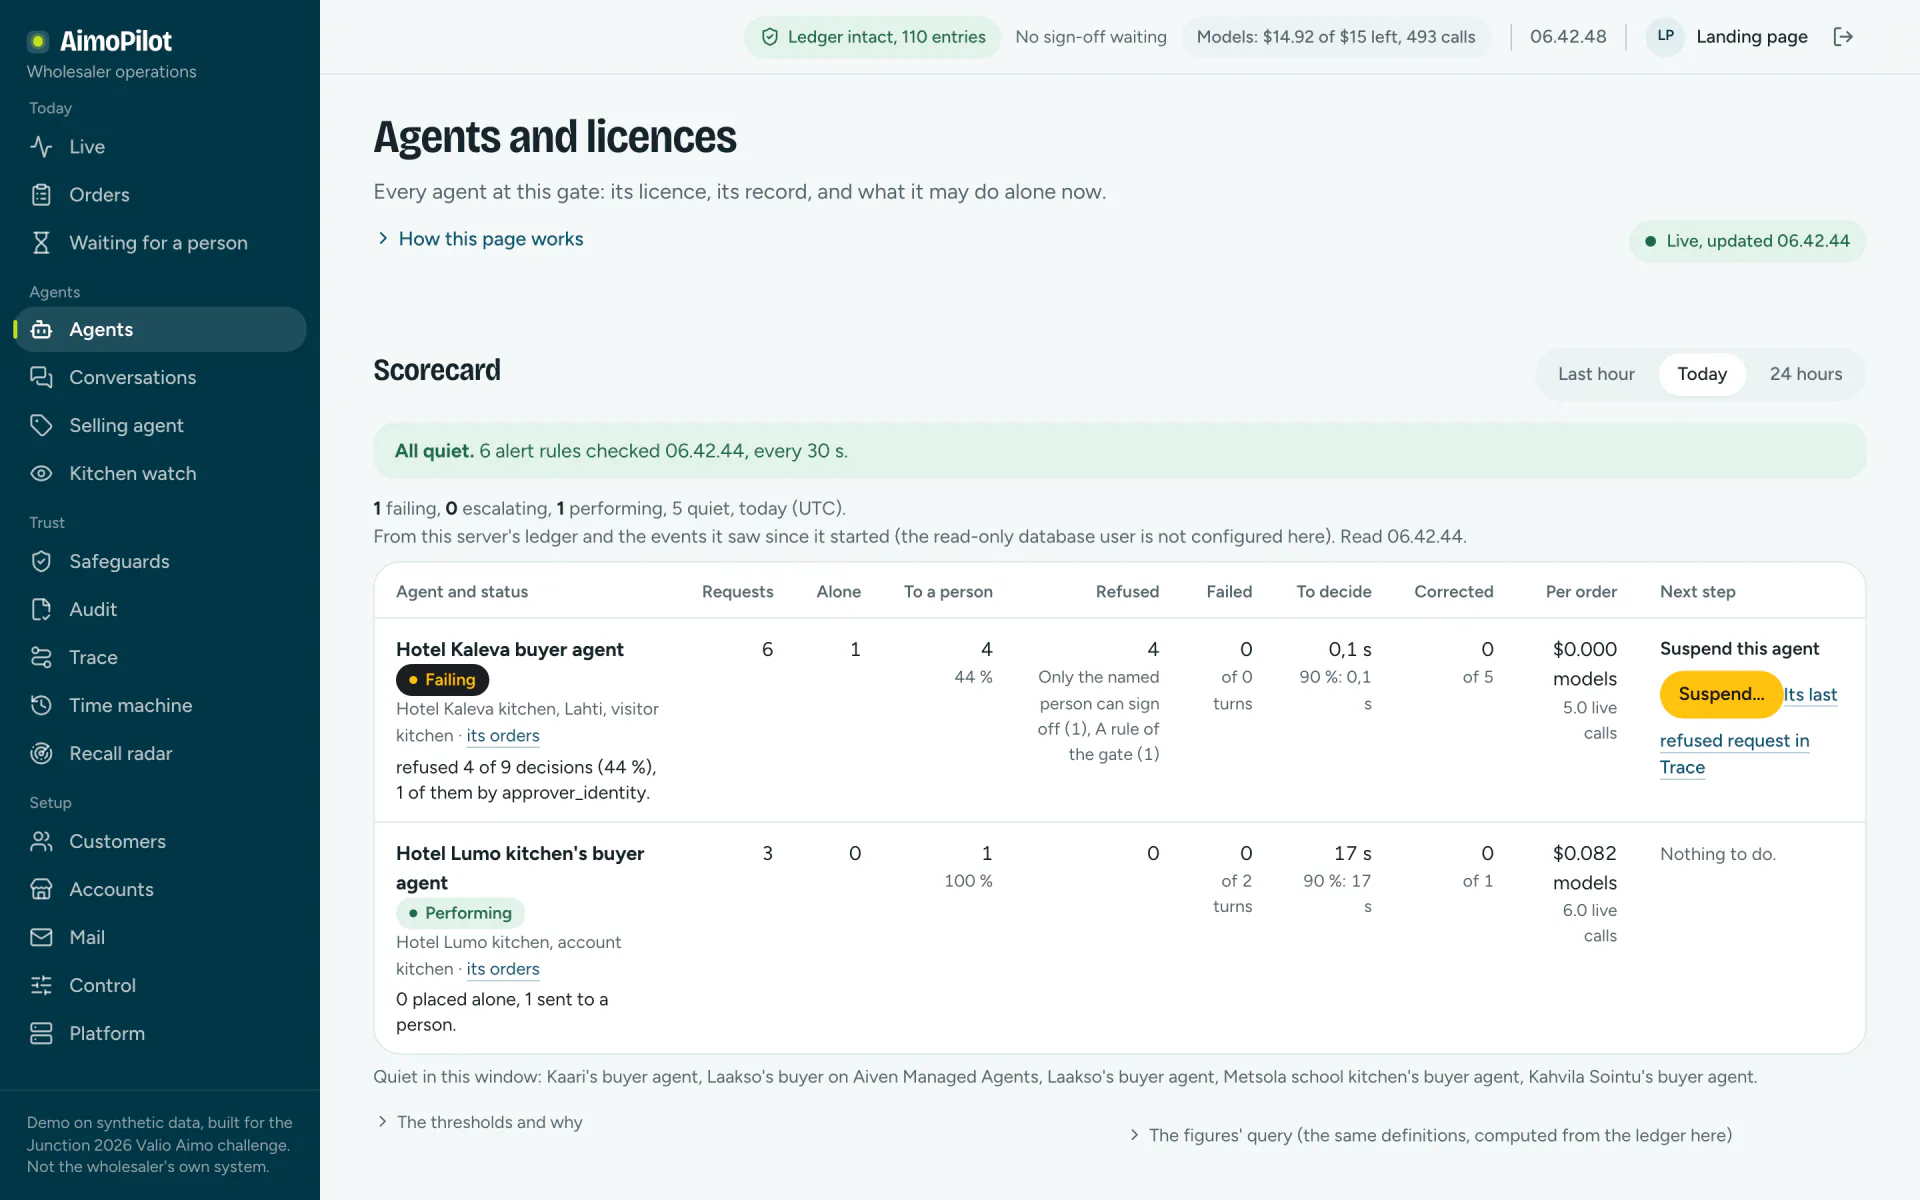 AimoPilot
Wholesaler operations
Today
Live
Orders
Waiting for a person
Agents
Agents
Conversations
Selling agent
Kitchen watch
Trust
Safeguards
Audit
Trace
Time machine
Recall radar
Setup
Customers
Accounts
Mail
Control
Platform
Demo on synthetic data, built for the
Junction 2026 Valio Aimo challenge.
Not the wholesaler's own system.
Ledger intact, 110 entries
No sign-off waiting
Models: $14.92 of $15 left, 493 calls
06.42.48
LP
Landing page
Agents and licences
Every agent at this gate: its licence, its record, and what it may do alone now.
How this page works
Live, updated 06.42.44
Scorecard
Last hour
Today
24 hours
All quiet. 6 alert rules checked 06.42.44, every 30 s.
1 failing, 0 escalating, 1 performing, 5 quiet, today (UTC).
From this server's ledger and the events it saw since it started (the read-only database user is not configured here). Read 06.42.44.
Agent and status
Requests
Alone
To a person
Refused
Failed
To decide
Corrected
Per order
Next step
Hotel Kaleva buyer agent
Failing
Hotel Kaleva kitchen, Lahti, visitor
kitchen · its orders
refused 4 of 9 decisions (44 %),
1 of them by approver_identity.
6
1
4
44 %
4
Only the named
person can sign
off (1), A rule of
the gate (1)
0
of 0
turns
0,1 s
90 %: 0,1
s
0
of 5
$0.000
models
5.0 live
calls
Suspend this agent
Suspend...
Its last
refused request in
Trace
Hotel Lumo kitchen's buyer
agent
Performing
Hotel Lumo kitchen, account
kitchen · its orders
0 placed alone, 1 sent to a
person.
3
0
1
100 %
0
0
of 2
turns
17 s
90 %: 17
s
0
of 1
$0.082
models
6.0 live
calls
Nothing to do.
Quiet in this window: Kaari's buyer agent, Laakso's buyer on Aiven Managed Agents, Laakso's buyer agent, Metsola school kitchen's buyer agent, Kahvila Sointu's buyer agent.
The thresholds and why
The figures' query (the same definitions, computed from the ledger here)